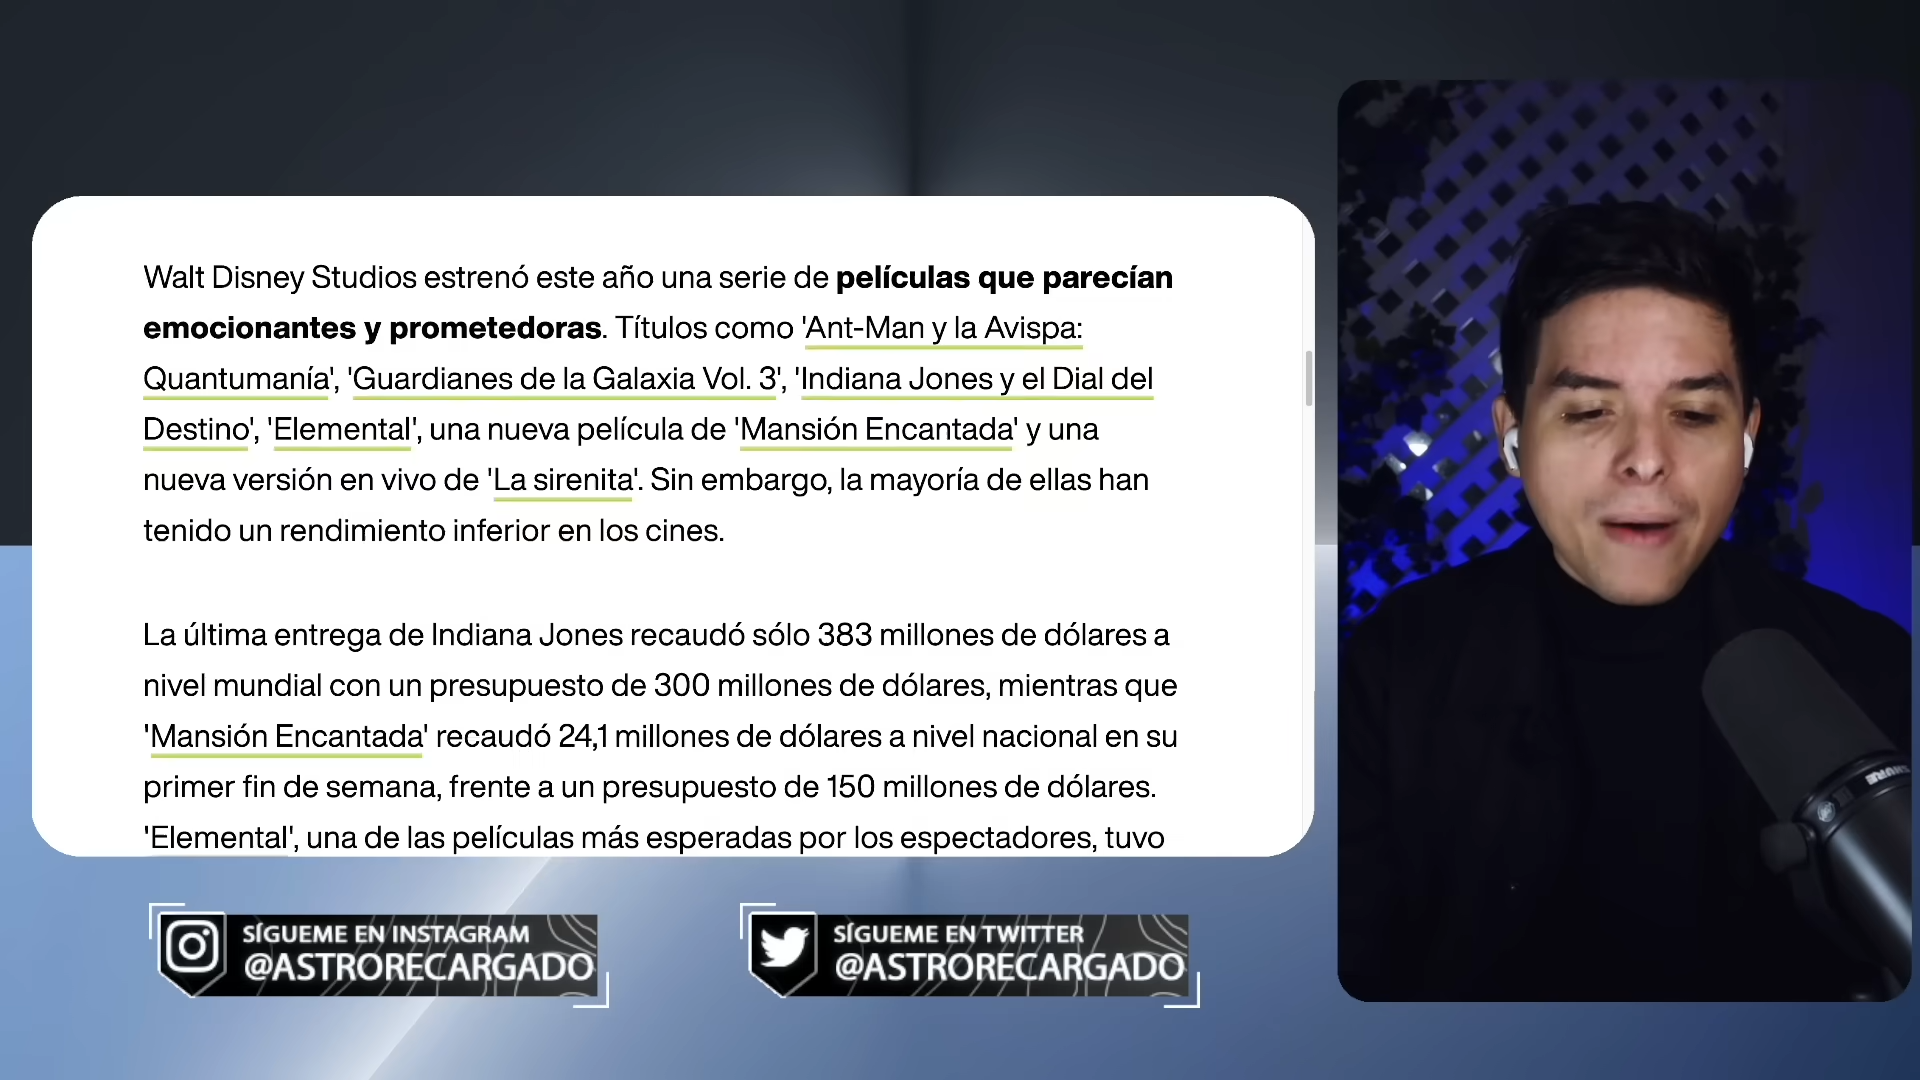 Walt Disney Studios estrenó este año una serie de películas que parecían
emocionantes y prometedoras. Títulos como 'Ant-Man y la Avispa:
Quantumanía', 'Guardianes de la Galaxia Vol. 3', 'Indiana Jones y el Dial del
Destino', 'Elemental', una nueva película de 'Mansión Encantada' y una
nueva versión en vivo de 'La sirenita'. Sin embargo, la mayoría de ellas han
tenido un rendimiento inferior en los cines.
La última entrega de Indiana Jones recaudó sólo 383 millones de dólares a
nivel mundial con un presupuesto de 300 millones de dólares, mientras que
'Mansión Encantada' recaudó 24,1 millones de dólares a nivel nacional en su
primer fin de semana, frente a un presupuesto de 150 millones de dólares.
'Elemental', una de las películas más esperadas por los espectadores, tuvo
SÍGUEME EN INSTAGRAM
@ASTRORECARGADO
SÍGUEME EN TWITTER
@ASTRORECARGADO
SHURE